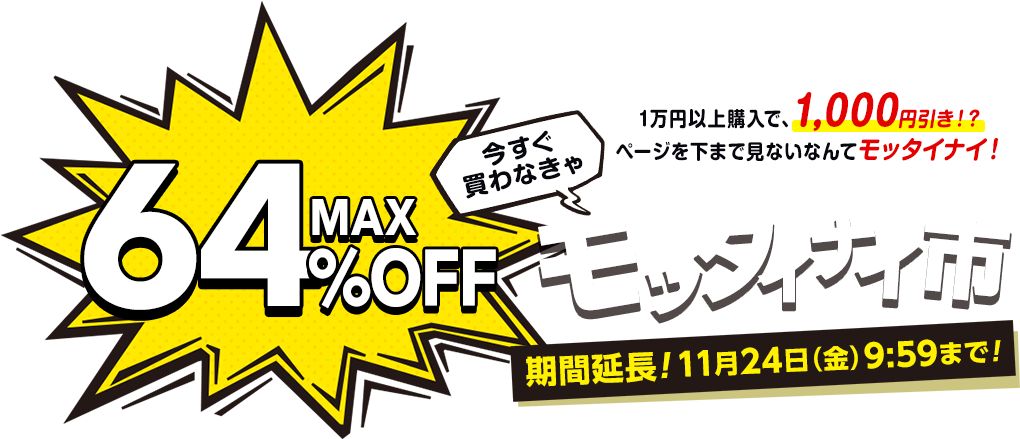 1万円以上購入で、1,000円引き!?
ページを下まで見ないなんてモッタイナイ!
今すぐ
買わなきゃ
64MAX%OFF
モッタイナイ市
期間延長!11月24日(金)9:59まで!